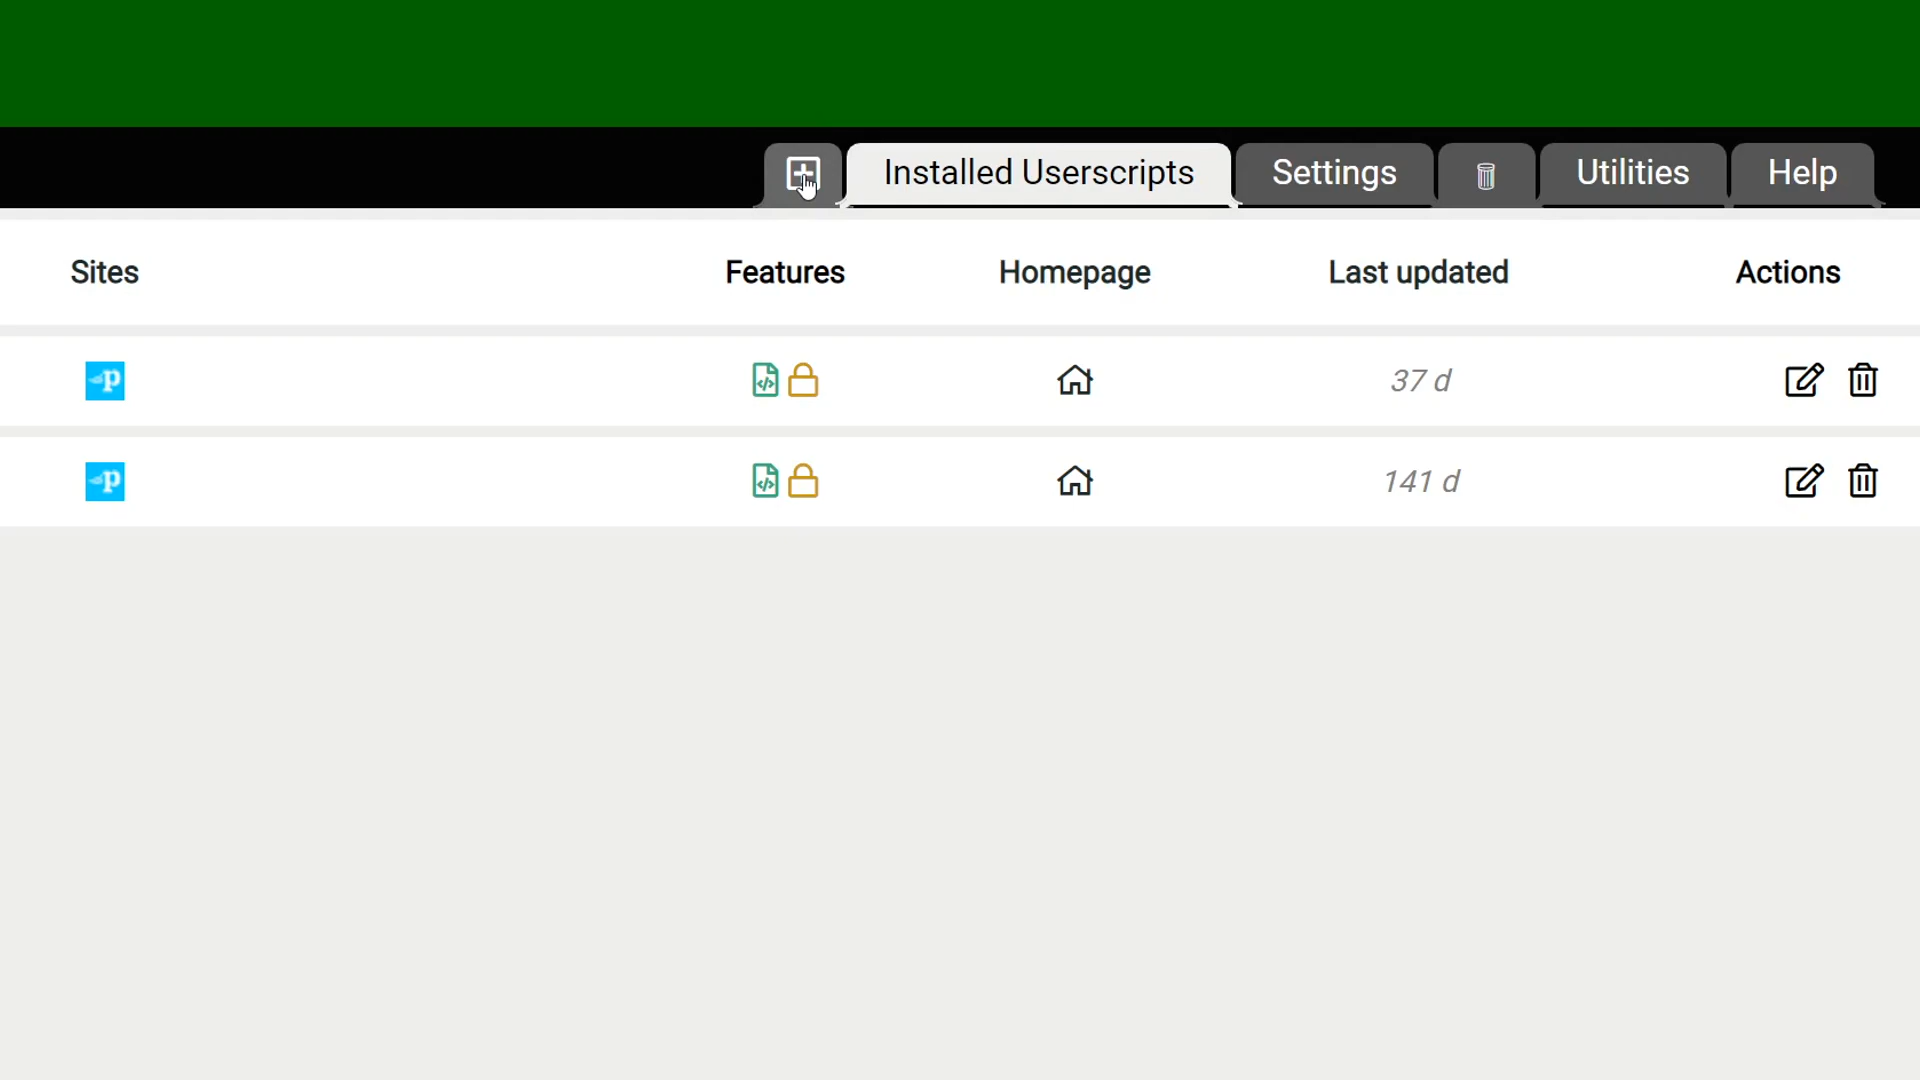 Installed Userscripts Settings Utilities Help
Sites Features Homepage Last updated Actions
p 37 d
p 141 d